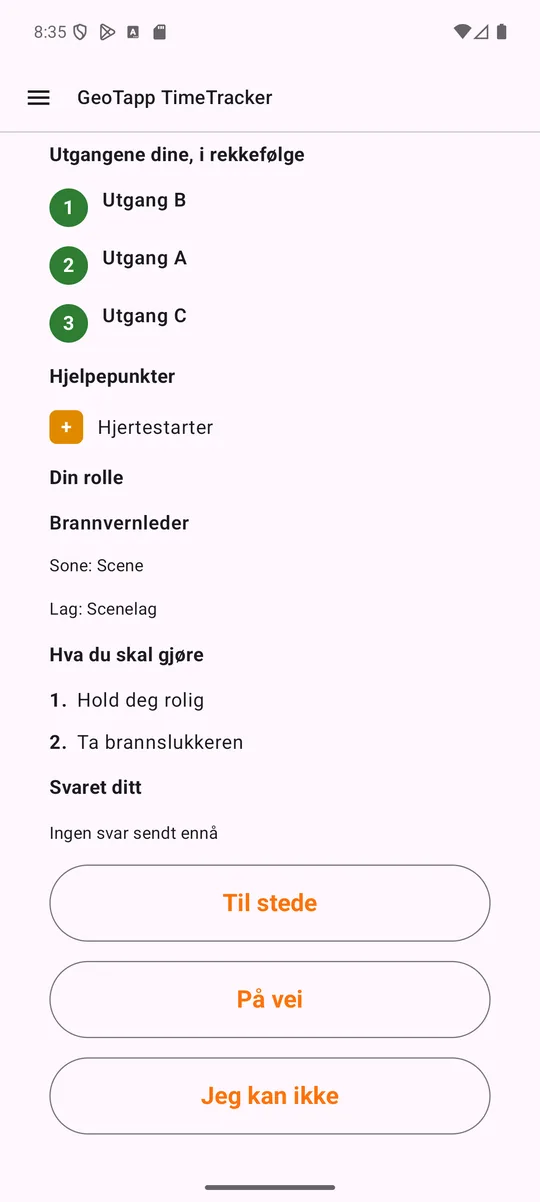 8:35
GeoTapp TimeTracker
Utgangene dine, i rekkefølge
1 Utgang B
2 Utgang A
3 Utgang C
Hjelpepunkter
+ Hjertestarter
Din rolle
Brannvernleder
Sone: Scene
Lag: Scenelag
Hva du skal gjøre
1. Hold deg rolig
2. Ta brannslukkeren
Svaret ditt
Ingen svar sendt ennå
Til stede
På vei
Jeg kan ikke